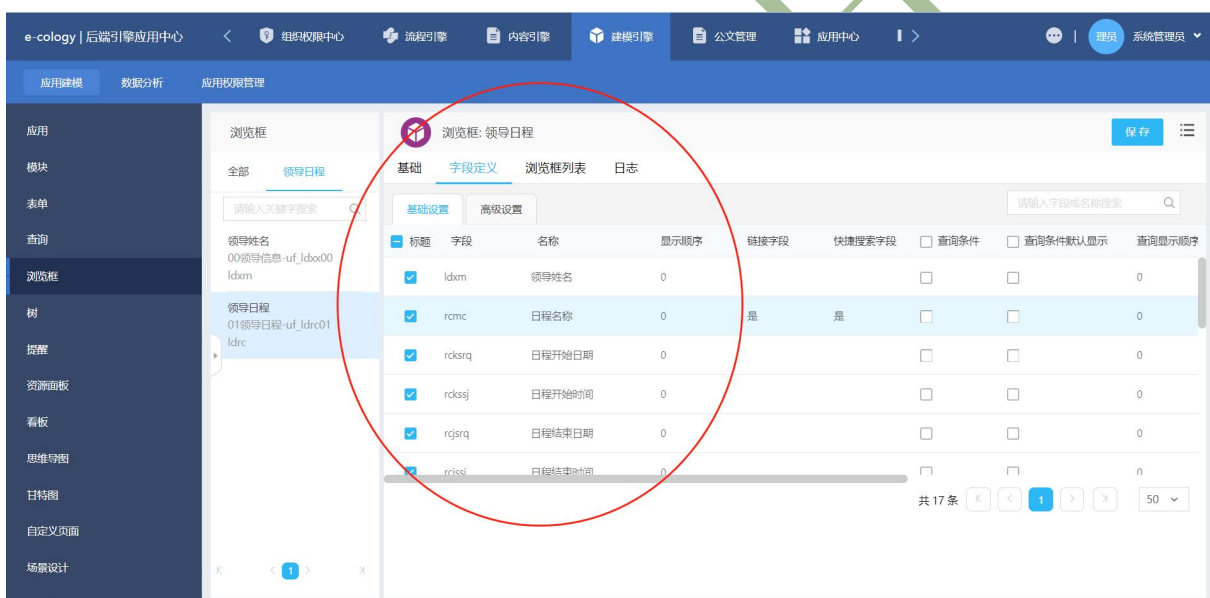 e-cology | 后端引擎应用中心 组织权限中心 流程引擎 内容引擎 建模引擎 公文管理 应用中心 理员 系统管理员
应用建模 数据分析 应用权限管理
应用
模块
表单
查询
浏览框
树
提醒
资源面板
看板
思维导图
甘特图
自定义页面
场景设计
浏览框
全部 领导日程
请输入关键字搜索
领导姓名
00领导信息-uf_ldxx00
ldxm
领导日程
01领导日程-uf_ldrc01
ldrc
1
浏览框: 领导日程 保存
基础 字段定义 浏览框列表 日志
基础设置 高级设置 请输入字段或名称搜索
标题 字段 名称 显示顺序 链接字段 快捷搜索字段 查询条件 查询条件默认显示 查询显示顺序
ldxm 领导姓名 0 0
rcmc 日程名称 0 是 是 0
rcksrq 日程开始日期 0 0
rckssj 日程开始时间 0 0
rcjsrq 日程结束日期 0 0
rcjssj 日程结束时间 0 0
共 17 条 1 50